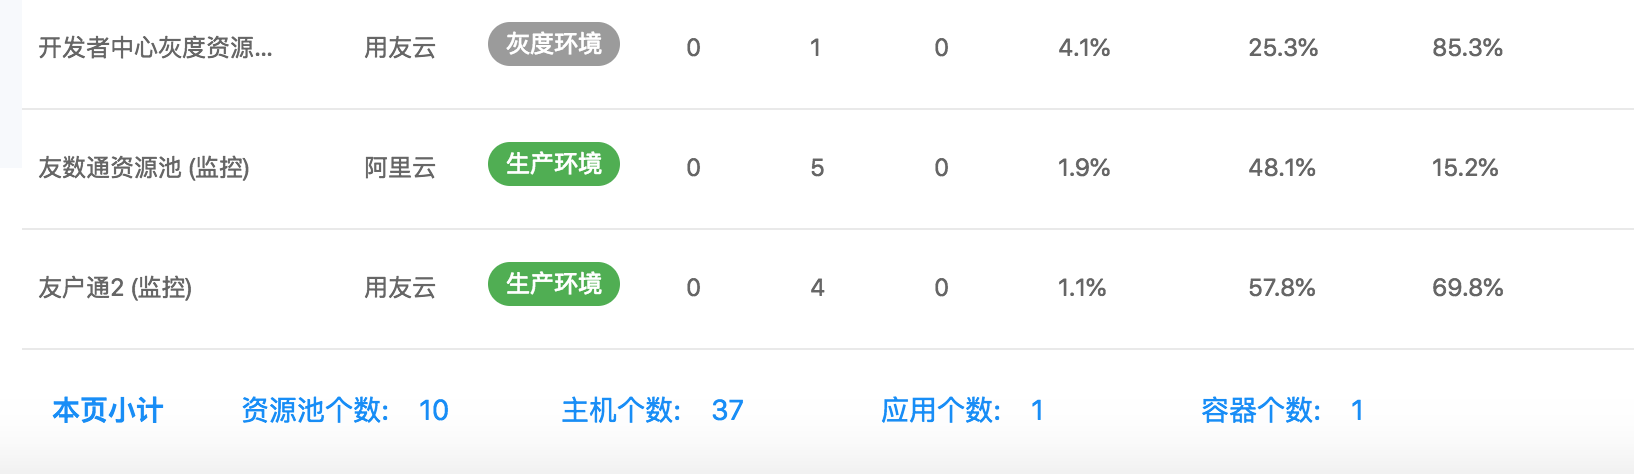 开发者中心灰度资源... 用友云 灰度环境 0 1 0 4.1% 25.3% 85.3%
友数通资源池 (监控) 阿里云 生产环境 0 5 0 1.9% 48.1% 15.2%
友户通2 (监控) 用友云 生产环境 0 4 0 1.1% 57.8% 69.8%
本页小计 资源池个数: 10 主机个数: 37 应用个数: 1 容器个数: 1